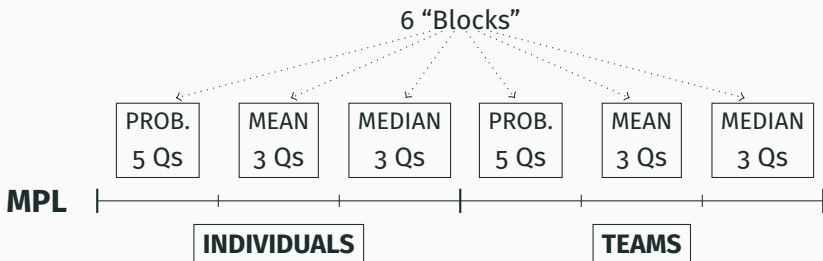 6 “Blocks”
PROB. MEAN MEDIAN PROB. MEAN MEDIAN
5 Qs 3 Qs 3 Qs 5 Qs 3 Qs 3 Qs
MPL
INDIVIDUALS TEAMS